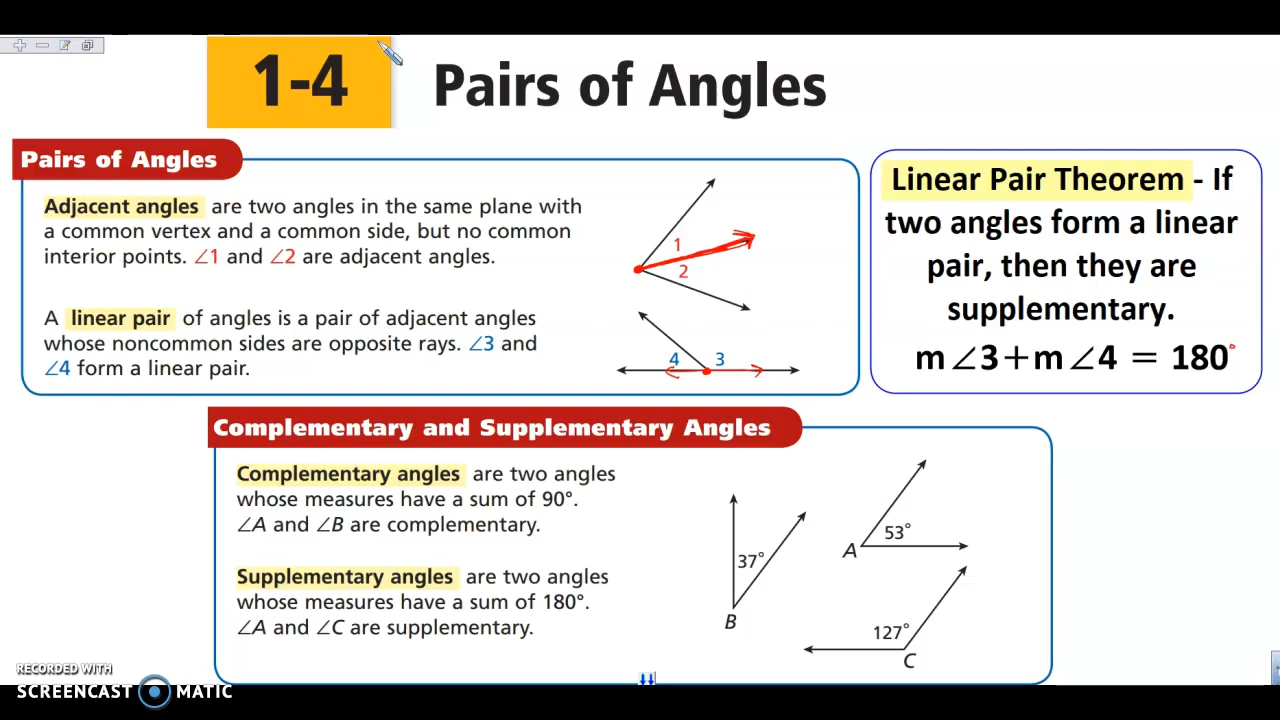 1-4 Pairs of Angles
Pairs of Angles
Adjacent angles are two angles in the same plane with
a common vertex and a common side, but no common
interior points. ∠1 and ∠2 are adjacent angles.
1
2
A linear pair of angles is a pair of adjacent angles
whose noncommon sides are opposite rays. ∠3 and
∠4 form a linear pair.
4 3
Linear Pair Theorem - If
two angles form a linear
pair, then they are
supplementary.
m∠3+m∠4 = 180°
Complementary and Supplementary Angles
Complementary angles are two angles
whose measures have a sum of 90°.
∠A and ∠B are complementary.
Supplementary angles are two angles
whose measures have a sum of 180°.
∠A and ∠C are supplementary.
37°
B
53°
A
127°
C
RECORDED WITH
SCREENCAST MATIC